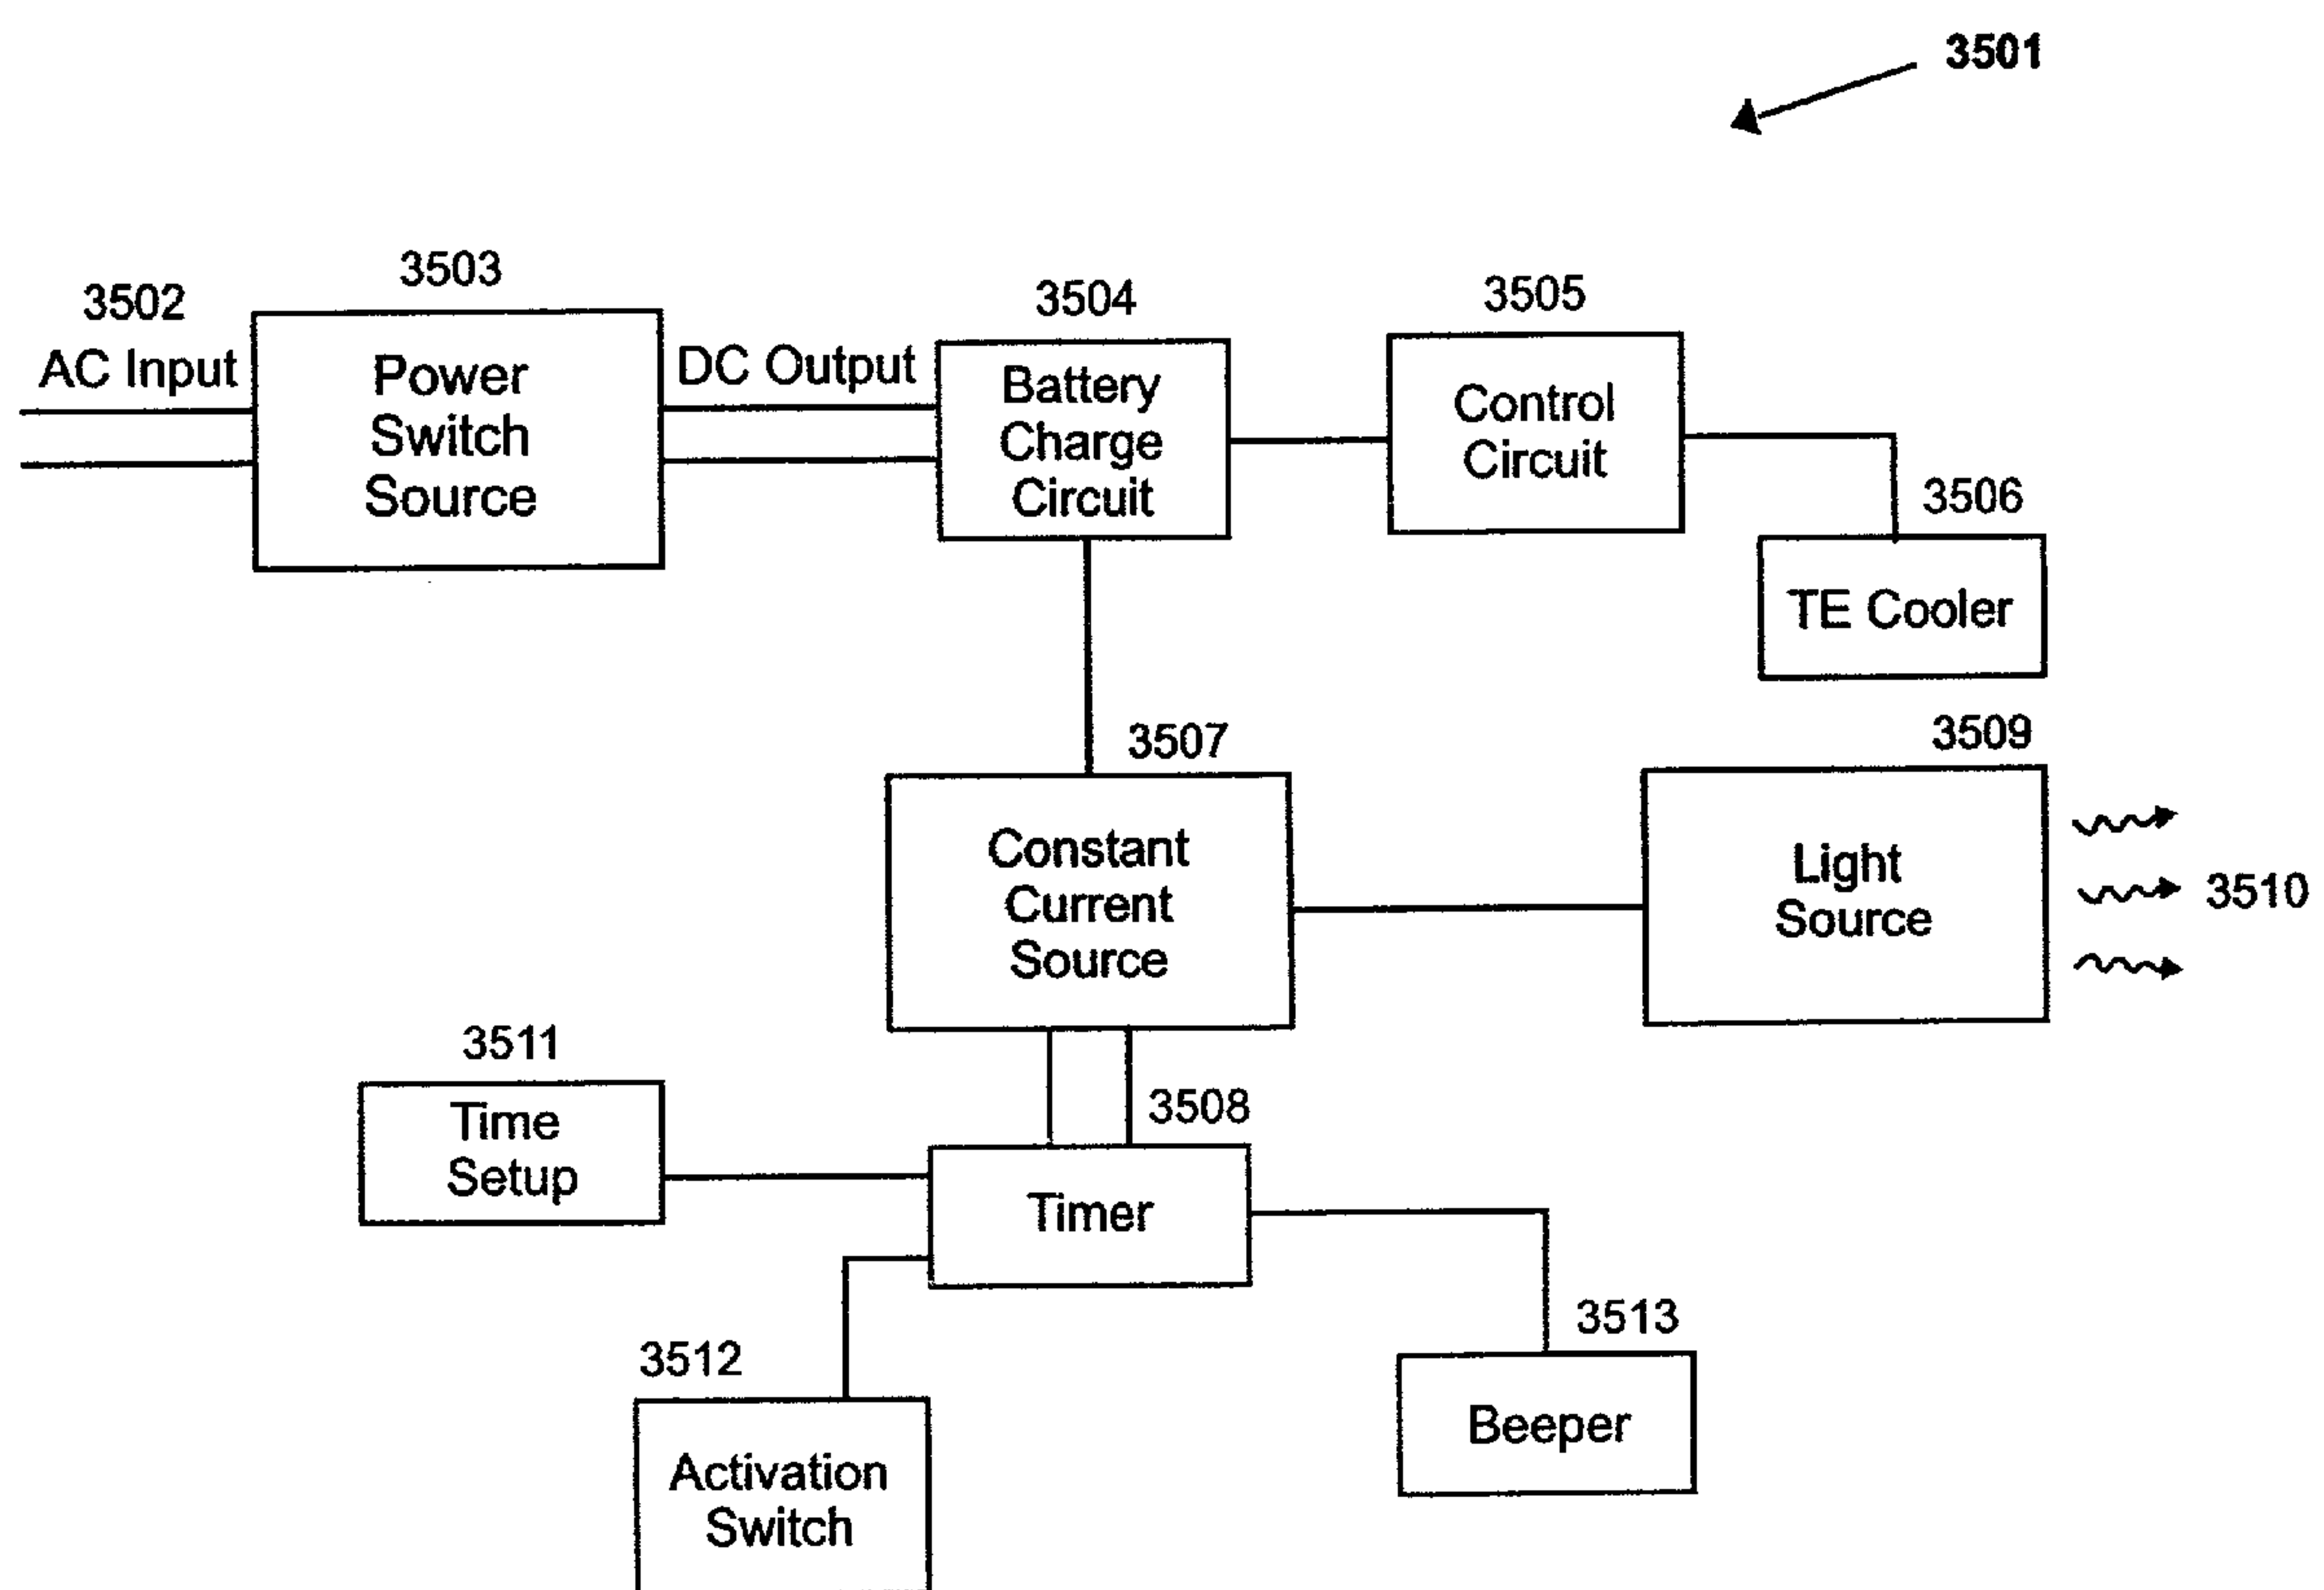 3501
3502
AC Input
3503
Power
Switch
Source
DC Output
3504
Battery
Charge
Circuit
3505
Control
Circuit
3506
TE Cooler
3507
Constant
Current
Source
3509
Light
Source
3510
3511
Time
Setup
3508
Timer
3512
Activation
Switch
3513
Beeper